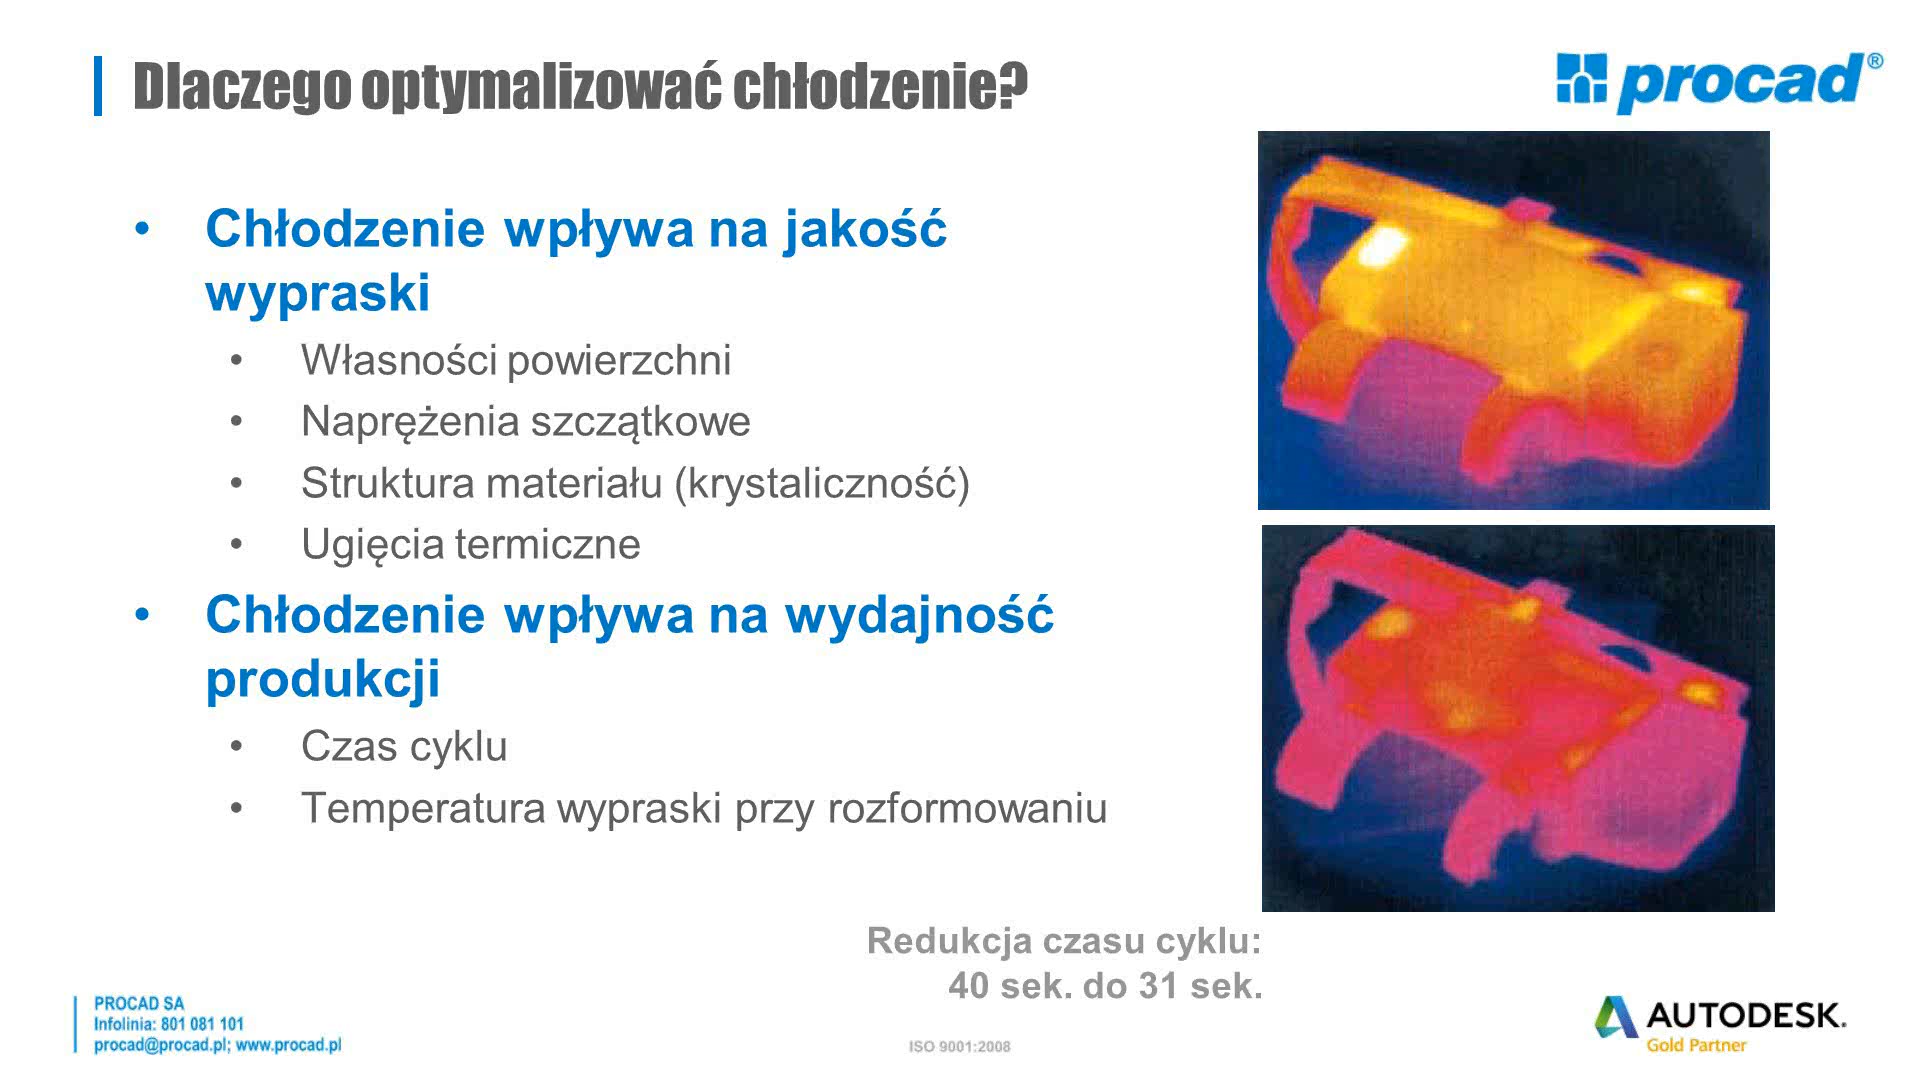 Dlaczego optymalizować chłodzenie?
procad®
• Chłodzenie wpływa na jakość
wypraski
• Własności powierzchni
• Naprężenia szczątkowe
• Struktura materiału (krystaliczność)
• Ugięcia termiczne
• Chłodzenie wpływa na wydajność
produkcji
• Czas cyklu
• Temperatura wypraski przy rozformowaniu
Redukcja czasu cyklu:
40 sek. do 31 sek.
PROCAD SA
Infolinia: 801 081 101
procad@procad.pl; www.procad.pl
ISO 9001:2008
AUTODESK.
Gold Partner